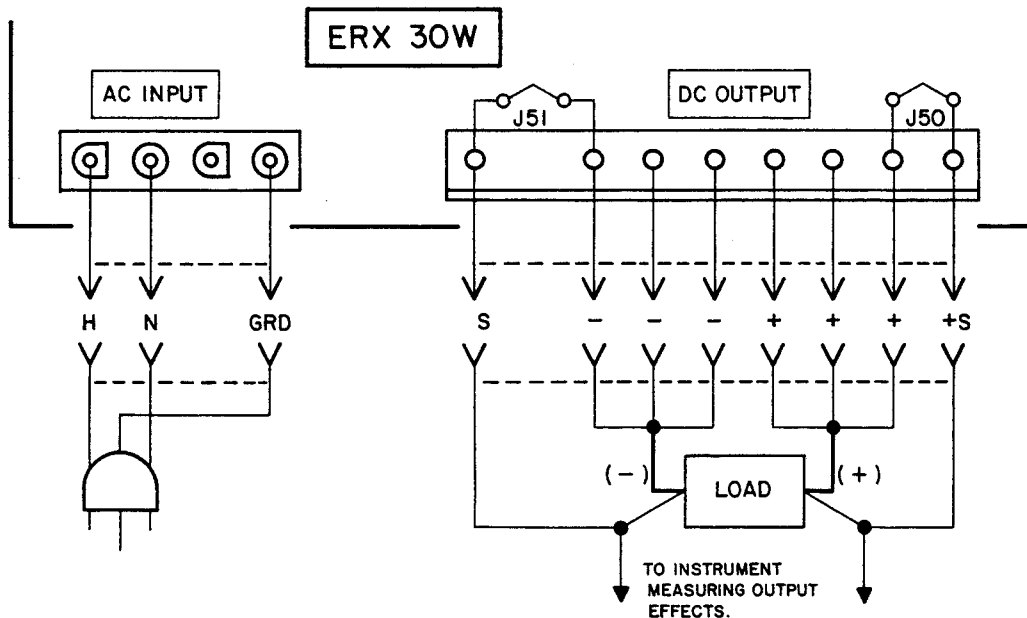 ERX 30W
AC INPUT
DC OUTPUT
J51
J50
H N GRD
S − − − + + + +S
(−) LOAD (+)
TO INSTRUMENT
MEASURING OUTPUT
EFFECTS.